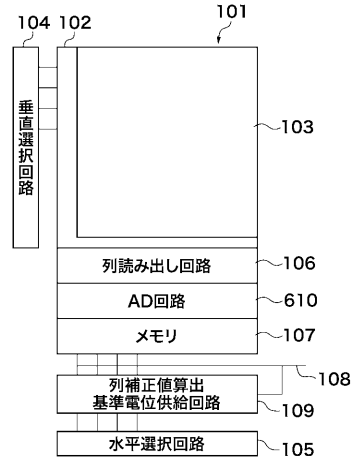 104 102
101
103
垂直選択回路
列読み出し回路
106
AD回路
610
メモリ
107
108
列補正値算出
基準電位供給回路
109
水平選択回路
105